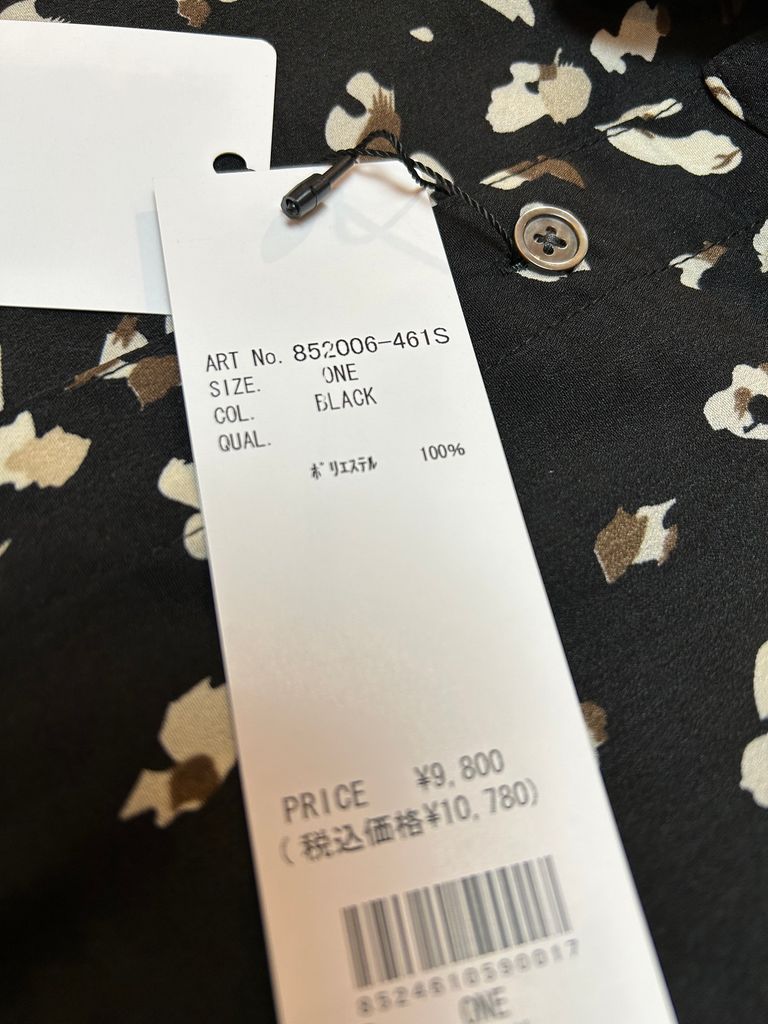 ART No. 852006-461S
SIZE. ONE
COL. BLACK
QUAL.
ﾎﾟﾘｴｽﾃﾙ 100%
PRICE ¥9,800
(税込価格¥10,780)
8524610590017
ONE